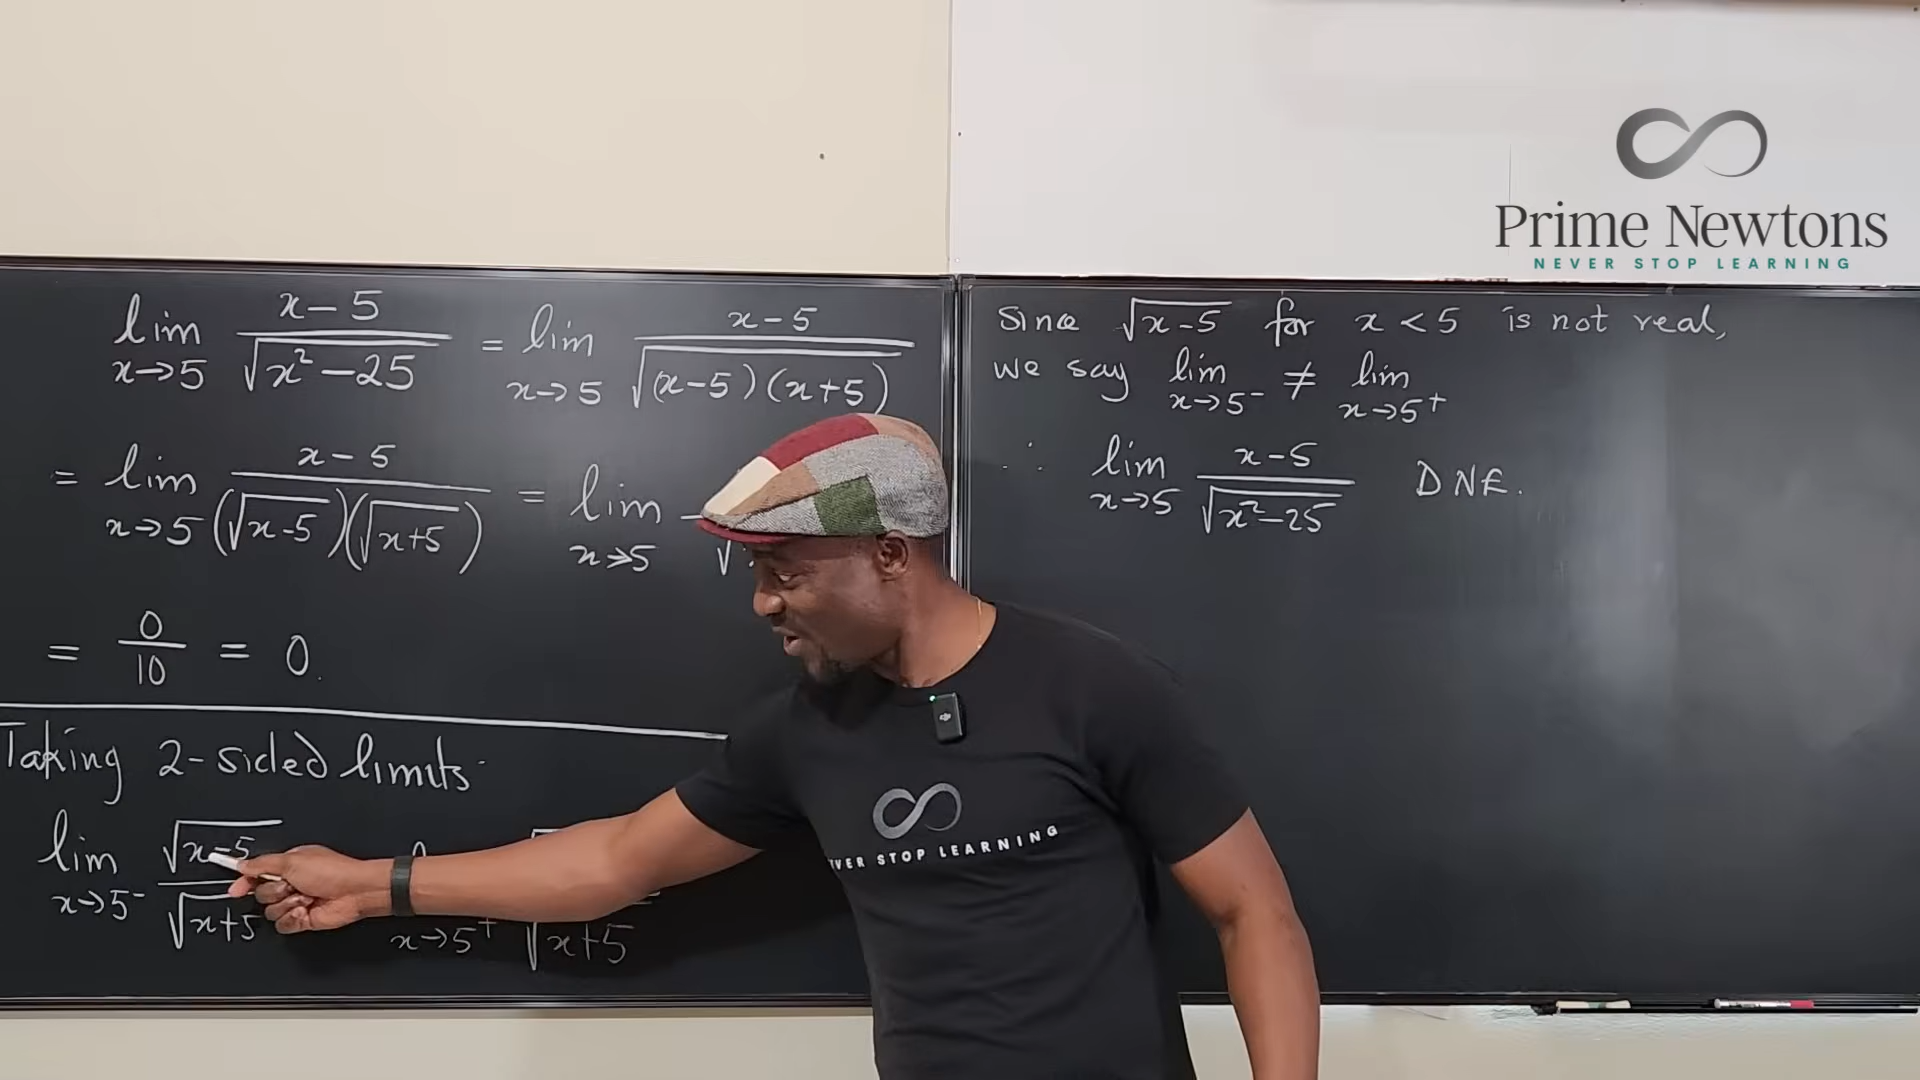 Prime Newtons
NEVER STOP LEARNING
lim x→5 (x-5)/√(x²-25) = lim x→5 (x-5)/√((x-5)(x+5))
= lim x→5 (x-5)/(√(x-5))(√(x+5)) = lim x→5
= 0/10 = 0.
Taking 2-sided limits
lim x→5⁻ √(x-5)/√(x+5)
x→5⁺ √(x+5)
Since √(x-5) for x < 5 is not real,
we say lim x→5⁻ ≠ lim x→5⁺
∴ lim x→5 (x-5)/√(x²-25) DNE.
EVER STOP LEARNING